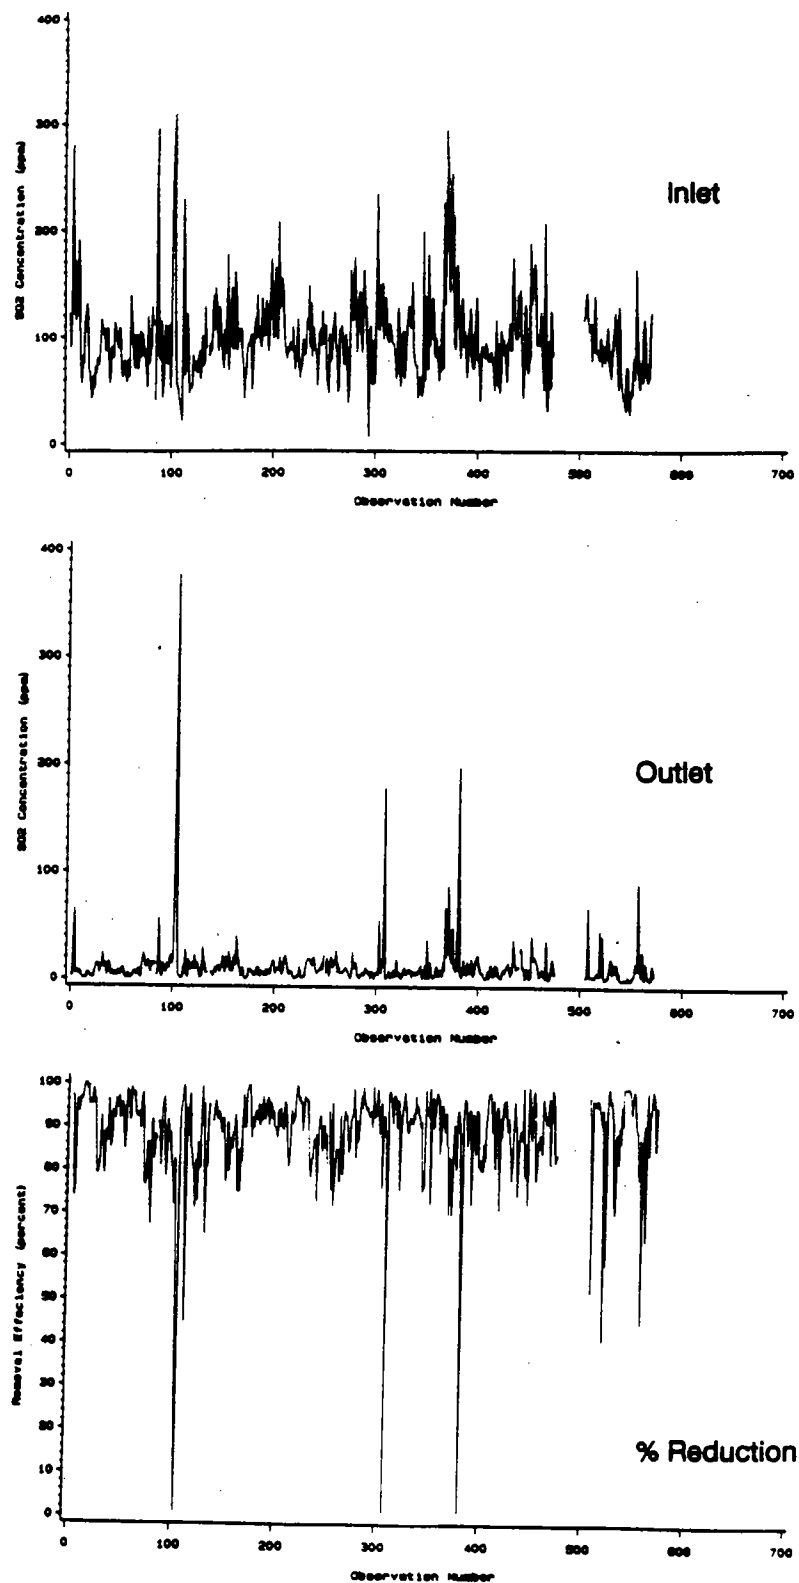 400
300
200
100
0
SO2 Concentration (ppm)
Inlet
0 100 200 300 400 500 600 700
Observation Number
400
300
200
100
0
SO2 Concentration (ppm)
Outlet
0 100 200 300 400 500 600 700
Observation Number
100
90
80
70
60
50
40
30
20
10
0
Removal Effeciency (percent)
% Reduction
0 100 200 300 400 500 600 700
Observation Number